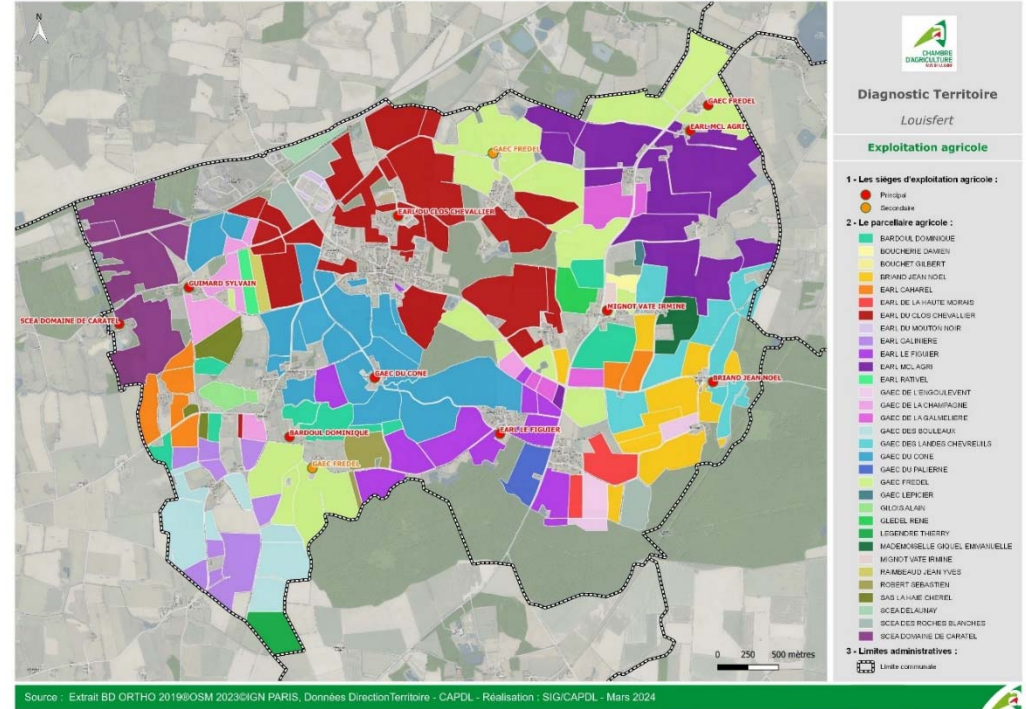 N
GAEC FREDEL
EARL MCL AGRI
GAEC FREDEL
EARL DU CLOS CHEVALLIER
GUIMARD SYLVAIN
MIGNOT VATE IRMINE
SCEA DOMAINE DE CARATEL
GAEC DU CONE
BRIAND JEAN NOEL
BARDOUL DOMINIQUE
EARL LE FIGUIER
GAEC FREDEL
0 250 500 mètres
CHAMBRE
D'AGRICULTURE
Diagnostic Territoire
Louisfert
Exploitation agricole
1 - Les sièges d'exploitation agricole :
Principal
Secondaire
2 - Le parcellaire agricole :
BARDOUL DOMINIQUE
BOUCHERIE DAMIEN
BOUCHET GILBERT
BRIAND JEAN NOEL
EARL CAHAREL
EARL DE LA HAUTE MORAIS
EARL DU CLOS CHEVALLIER
EARL DU MOUTON NOIR
EARL GALINIERE
EARL LE FIGUIER
EARL MCL AGRI
EARL RATIVEL
GAEC DE L'ENGOULEVENT
GAEC DE LA CHAMPAGNE
GAEC DE LA GALMELIERE
GAEC DES BOULEAUX
GAEC DES LANDES CHEVREUILS
GAEC DU CONE
GAEC DU PALIERNE
GAEC FREDEL
GAEC LEPICIER
GILOIS ALAIN
GLEDEL RENE
LEGENDRE THIERRY
MADEMOISELLE GIQUEL EMMANUELLE
MIGNOT VATE IRMINE
RAIMBEAUD JEAN YVES
ROBERT SEBASTIEN
SAS LA HAIE CHEREL
SCEA DELAUNAY
SCEA DES ROCHES BLANCHES
SCEA DOMAINE DE CARATEL
3 - Limites administratives :
Limite communale
Source : Extrait BD ORTHO 2019®OSM 2023©IGN PARIS, Données DirectionTerritoire - CAPDL - Réalisation : SIG/CAPDL - Mars 2024